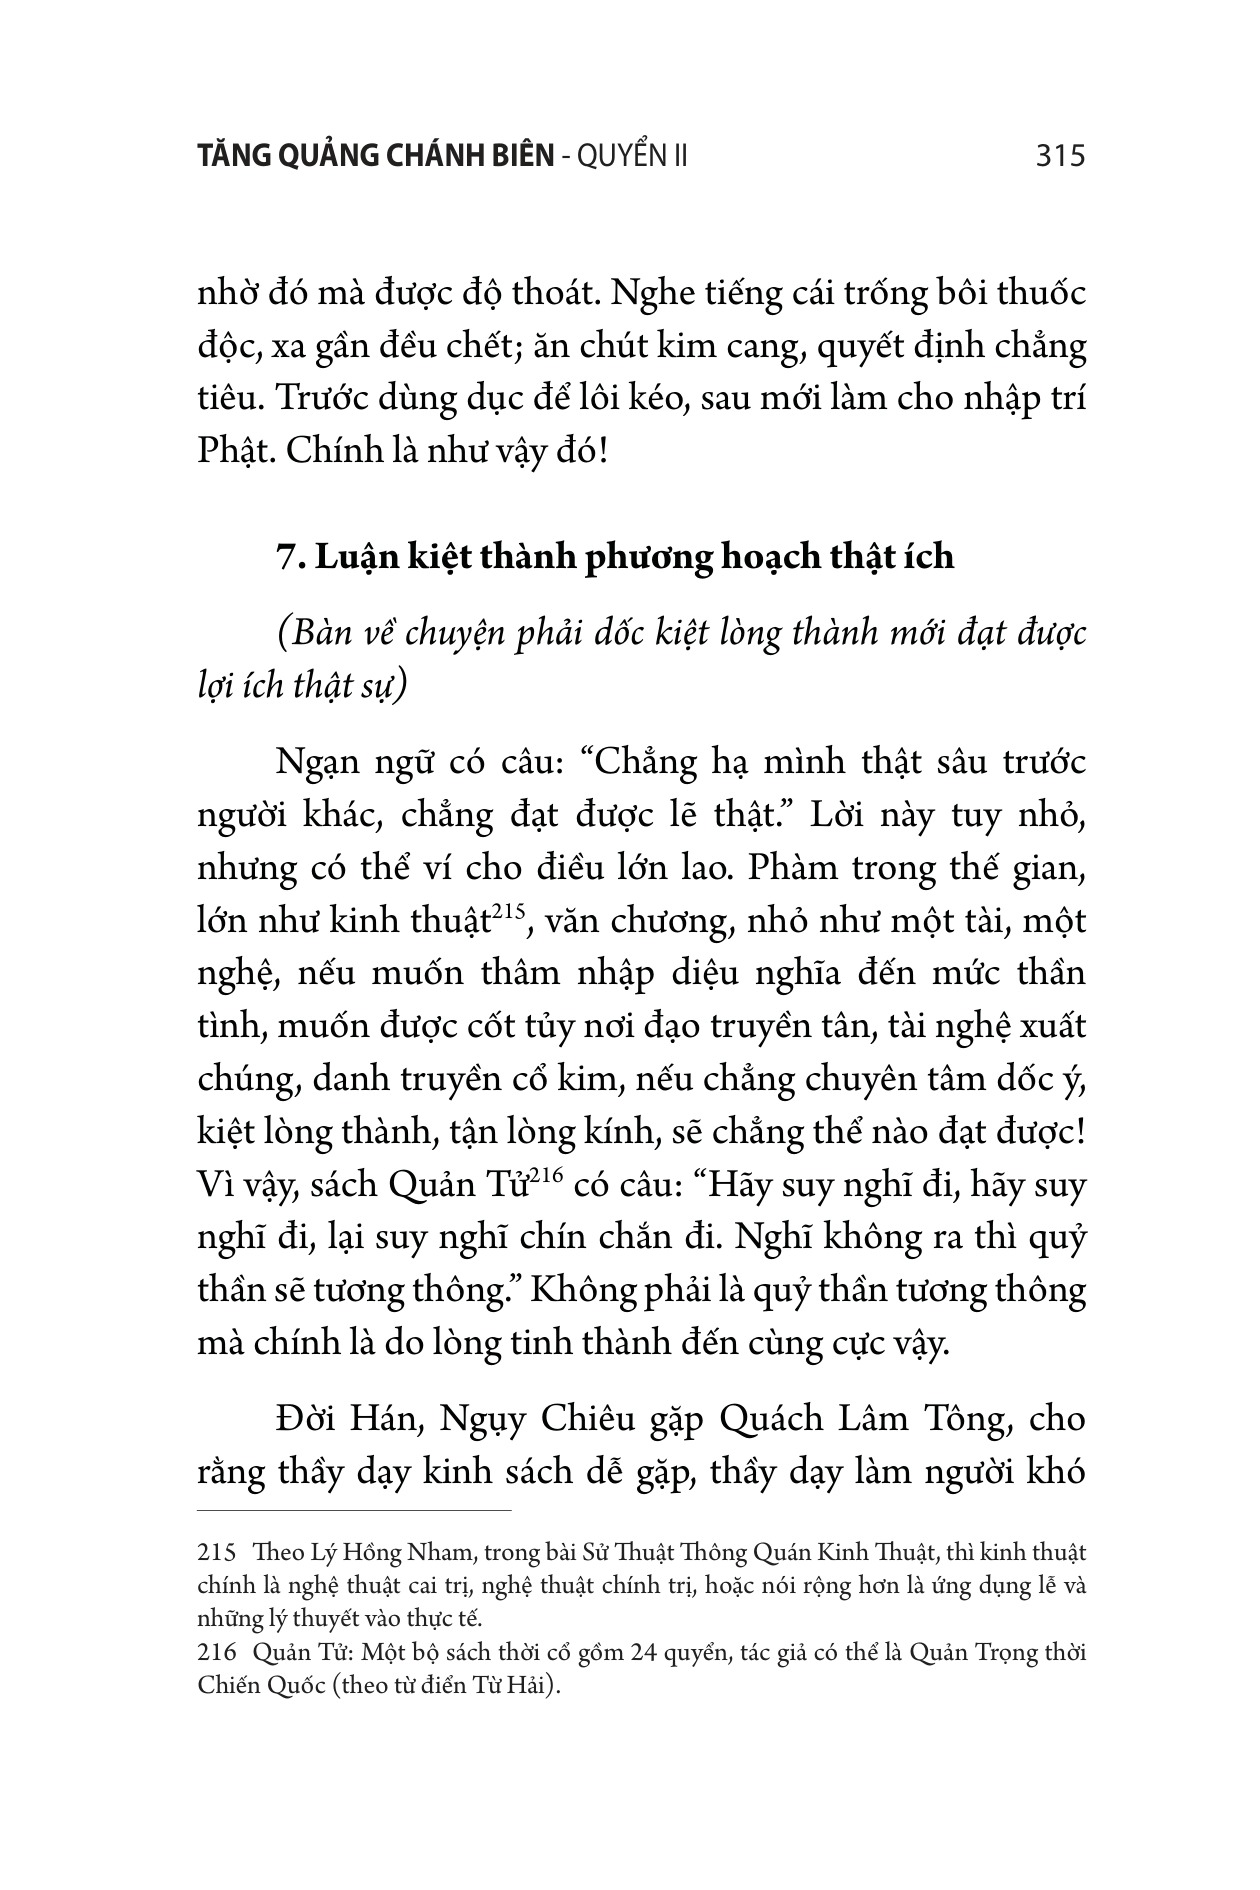 TĂNG QUẢNG CHÁNH BIÊN - QUYỂN II 315
nhờ đó mà được độ thoát. Nghe tiếng cái trống bôi thuốc
độc, xa gần đều chết; ăn chút kim cang, quyết định chẳng
tiêu. Trước dùng dục để lôi kéo, sau mới làm cho nhập trí
Phật. Chính là như vậy đó!
7. Luận kiệt thành phương hoạch thật ích
(Bàn về chuyện phải dốc kiệt lòng thành mới đạt được
lợi ích thật sự)
Ngạn ngữ có câu: “Chẳng hạ mình thật sâu trước
người khác, chẳng đạt được lẽ thật.” Lời này tuy nhỏ,
nhưng có thể ví cho điều lớn lao. Phàm trong thế gian,
lớn như kinh thuật215, văn chương, nhỏ như một tài, một
nghệ, nếu muốn thâm nhập diệu nghĩa đến mức thần
tình, muốn được cốt tủy nơi đạo truyền tân, tài nghệ xuất
chúng, danh truyền cổ kim, nếu chẳng chuyên tâm dốc ý,
kiệt lòng thành, tận lòng kính, sẽ chẳng thể nào đạt được!
Vì vậy, sách Quản Tử216 có câu: “Hãy suy nghĩ đi, hãy suy
nghĩ đi, lại suy nghĩ chín chắn đi. Nghĩ không ra thì quỷ
thần sẽ tương thông.” Không phải là quỷ thần tương thông
mà chính là do lòng tinh thành đến cùng cực vậy.
Đời Hán, Ngụy Chiêu gặp Quách Lâm Tông, cho
rằng thầy dạy kinh sách dễ gặp, thầy dạy làm người khó
215 Theo Lý Hồng Nham, trong bài Sử Thuật Thông Quán Kinh Thuật, thì kinh thuật
chính là nghệ thuật cai trị, nghệ thuật chính trị, hoặc nói rộng hơn là ứng dụng lễ và
những lý thuyết vào thực tế.
216 Quản Tử: Một bộ sách thời cổ gồm 24 quyển, tác giả có thể là Quản Trọng thời
Chiến Quốc (theo từ điển Từ Hải).